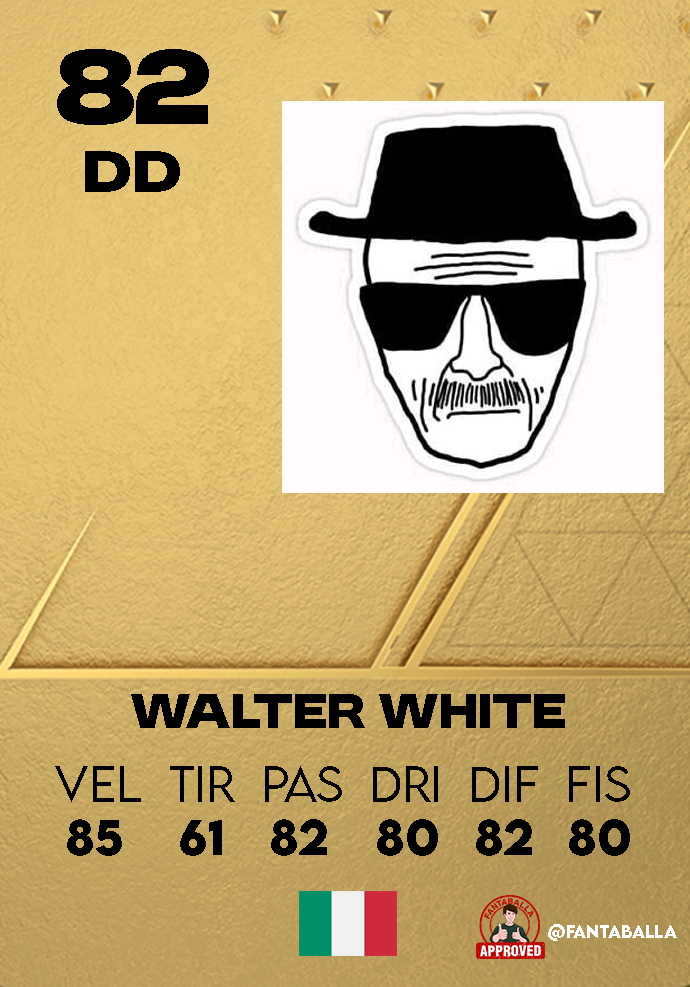 82
DD
WALTER WHITE
VEL TIR PAS DRI DIF FIS
85 61 82 80 82 80
FANTABALLA
APPROVED
@FANTABALLA